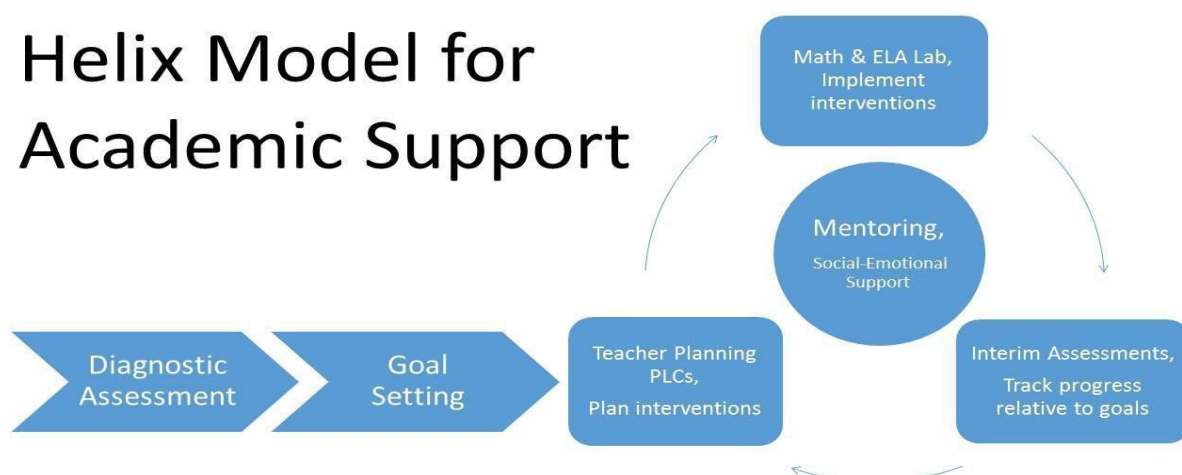 Helix Model for
Academic Support
Math & ELA Lab,
Implement
interventions
Mentoring,
Social-Emotional
Support
Diagnostic
Assessment
Goal
Setting
Teacher Planning
PLCs,
Plan interventions
Interim Assessments,
Track progress
relative to goals